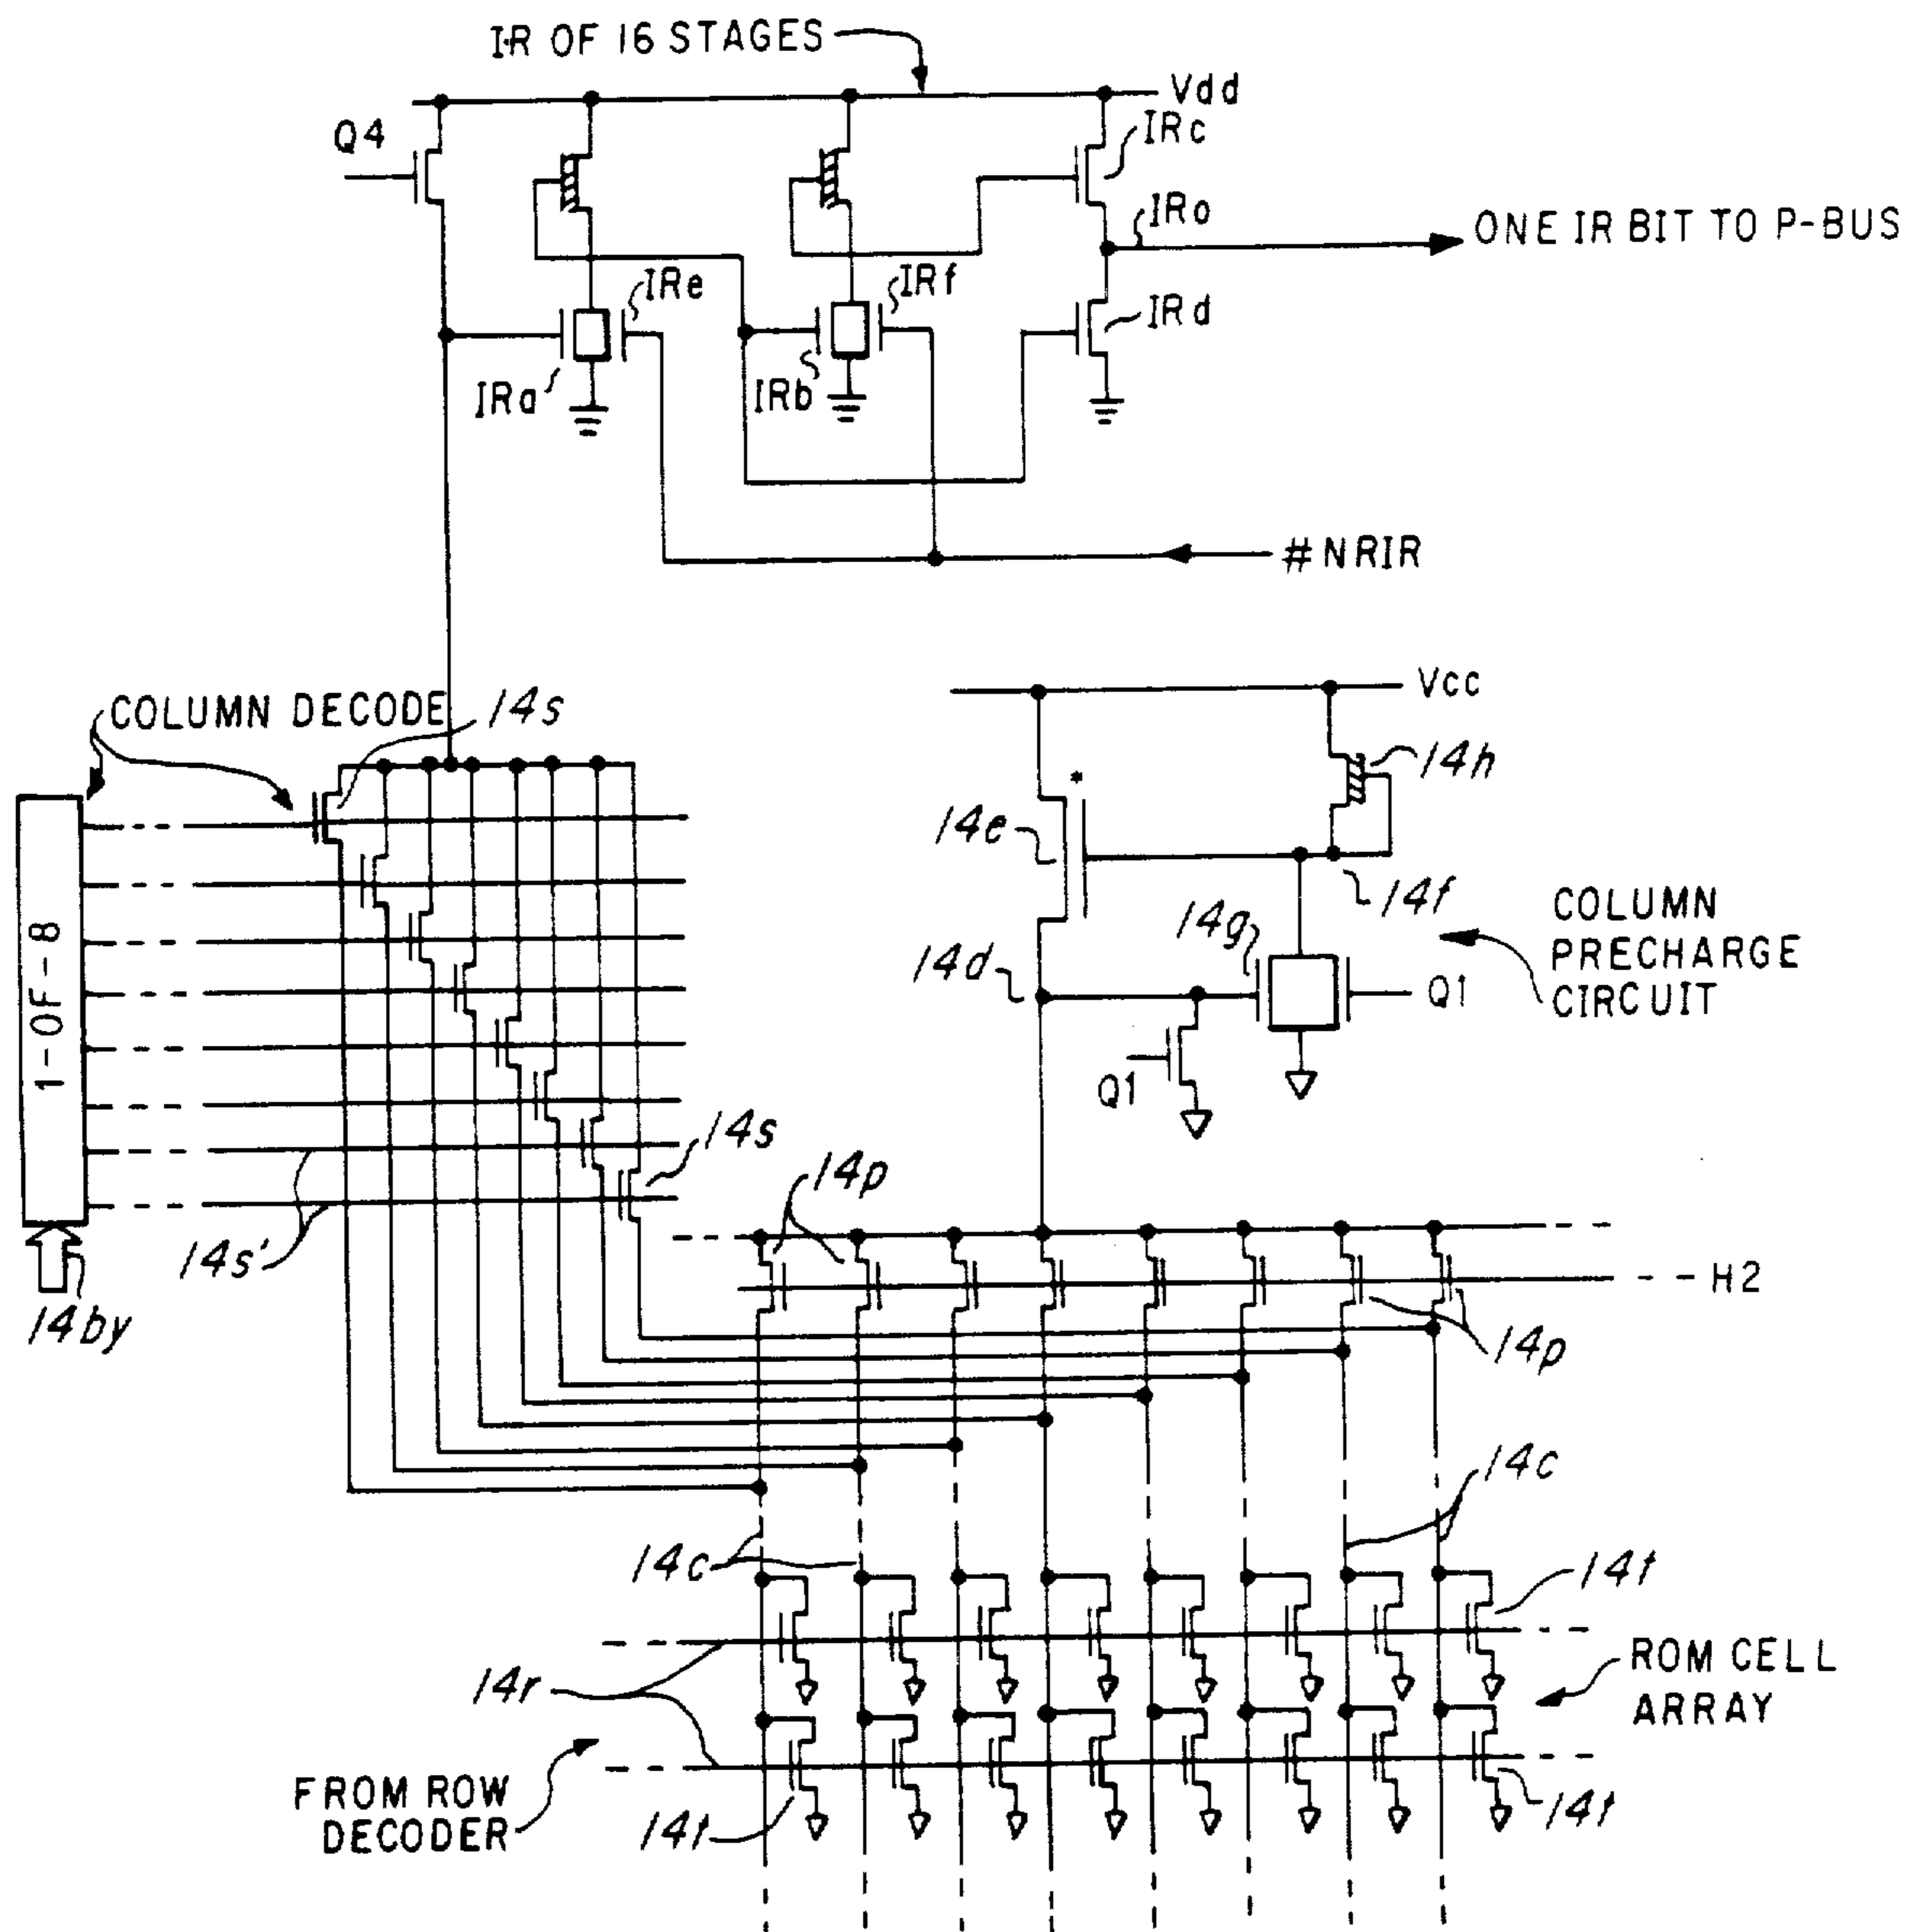 IR OF 16 STAGES
Vdd
Q4
IRc
IRo
ONE IR BIT TO P-BUS
IRe
IRf
IRd
IRa
IRb
#NRIR
COLUMN DECODE
14s
Vcc
14h
*
14e
14f
14g
COLUMN
PRECHARGE
CIRCUIT
14d
Q1
1-OF-8
Q1
14s
14p
14s'
H2
14by
14p
14c
14c
14t
14r
ROM CELL
ARRAY
FROM ROW
DECODER
14t
14t